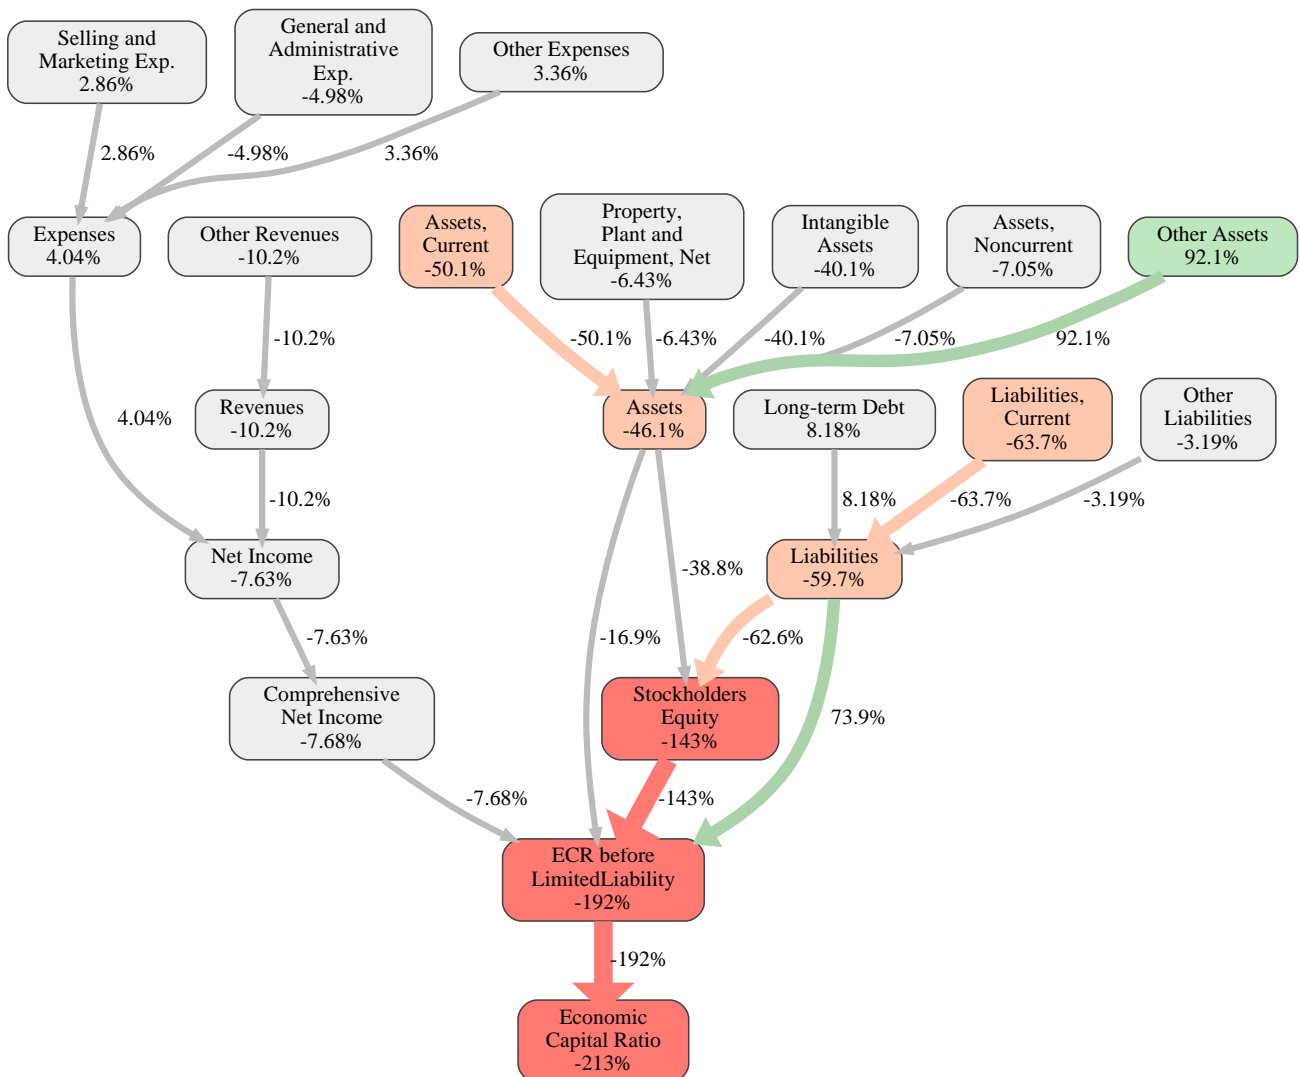 Selling and
Marketing Exp.
2.86%
General and
Administrative
Exp.
-4.98%
Other Expenses
3.36%
2.86%
-4.98%
3.36%
Expenses
4.04%
Other Revenues
-10.2%
Assets,
Current
-50.1%
Property,
Plant and
Equipment, Net
-6.43%
Intangible
Assets
-40.1%
Assets,
Noncurrent
-7.05%
Other Assets
92.1%
-10.2%
-50.1%
-6.43%
-40.1%
-7.05%
92.1%
4.04%
Revenues
-10.2%
Assets
-46.1%
Long-term Debt
8.18%
Liabilities,
Current
-63.7%
Other
Liabilities
-3.19%
-10.2%
8.18%
-63.7%
-3.19%
Net Income
-7.63%
-38.8%
Liabilities
-59.7%
-7.63%
-16.9%
-62.6%
Comprehensive
Net Income
-7.68%
Stockholders
Equity
-143%
73.9%
-7.68%
-143%
ECR before
LimitedLiability
-192%
-192%
Economic
Capital Ratio
-213%